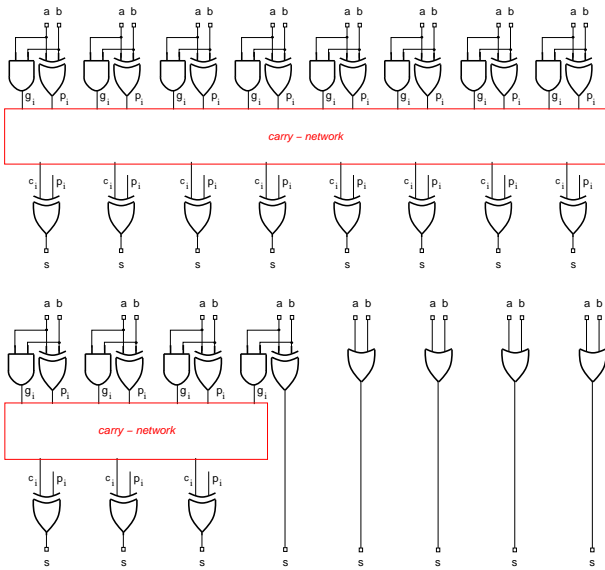 a b a b a b a b a b a b a b a b
g i p i g i p i g i p i g i p i g i p i g i p i g i p i g i p i
carry – network
c i p i c i p i c i p i c i p i c i p i c i p i c i p i c i p i
s s s s s s s s
a b a b a b a b a b a b a b a b
g i p i g i p i g i p i g i
carry – network
c i p i c i p i c i p i
s s s s s s s s